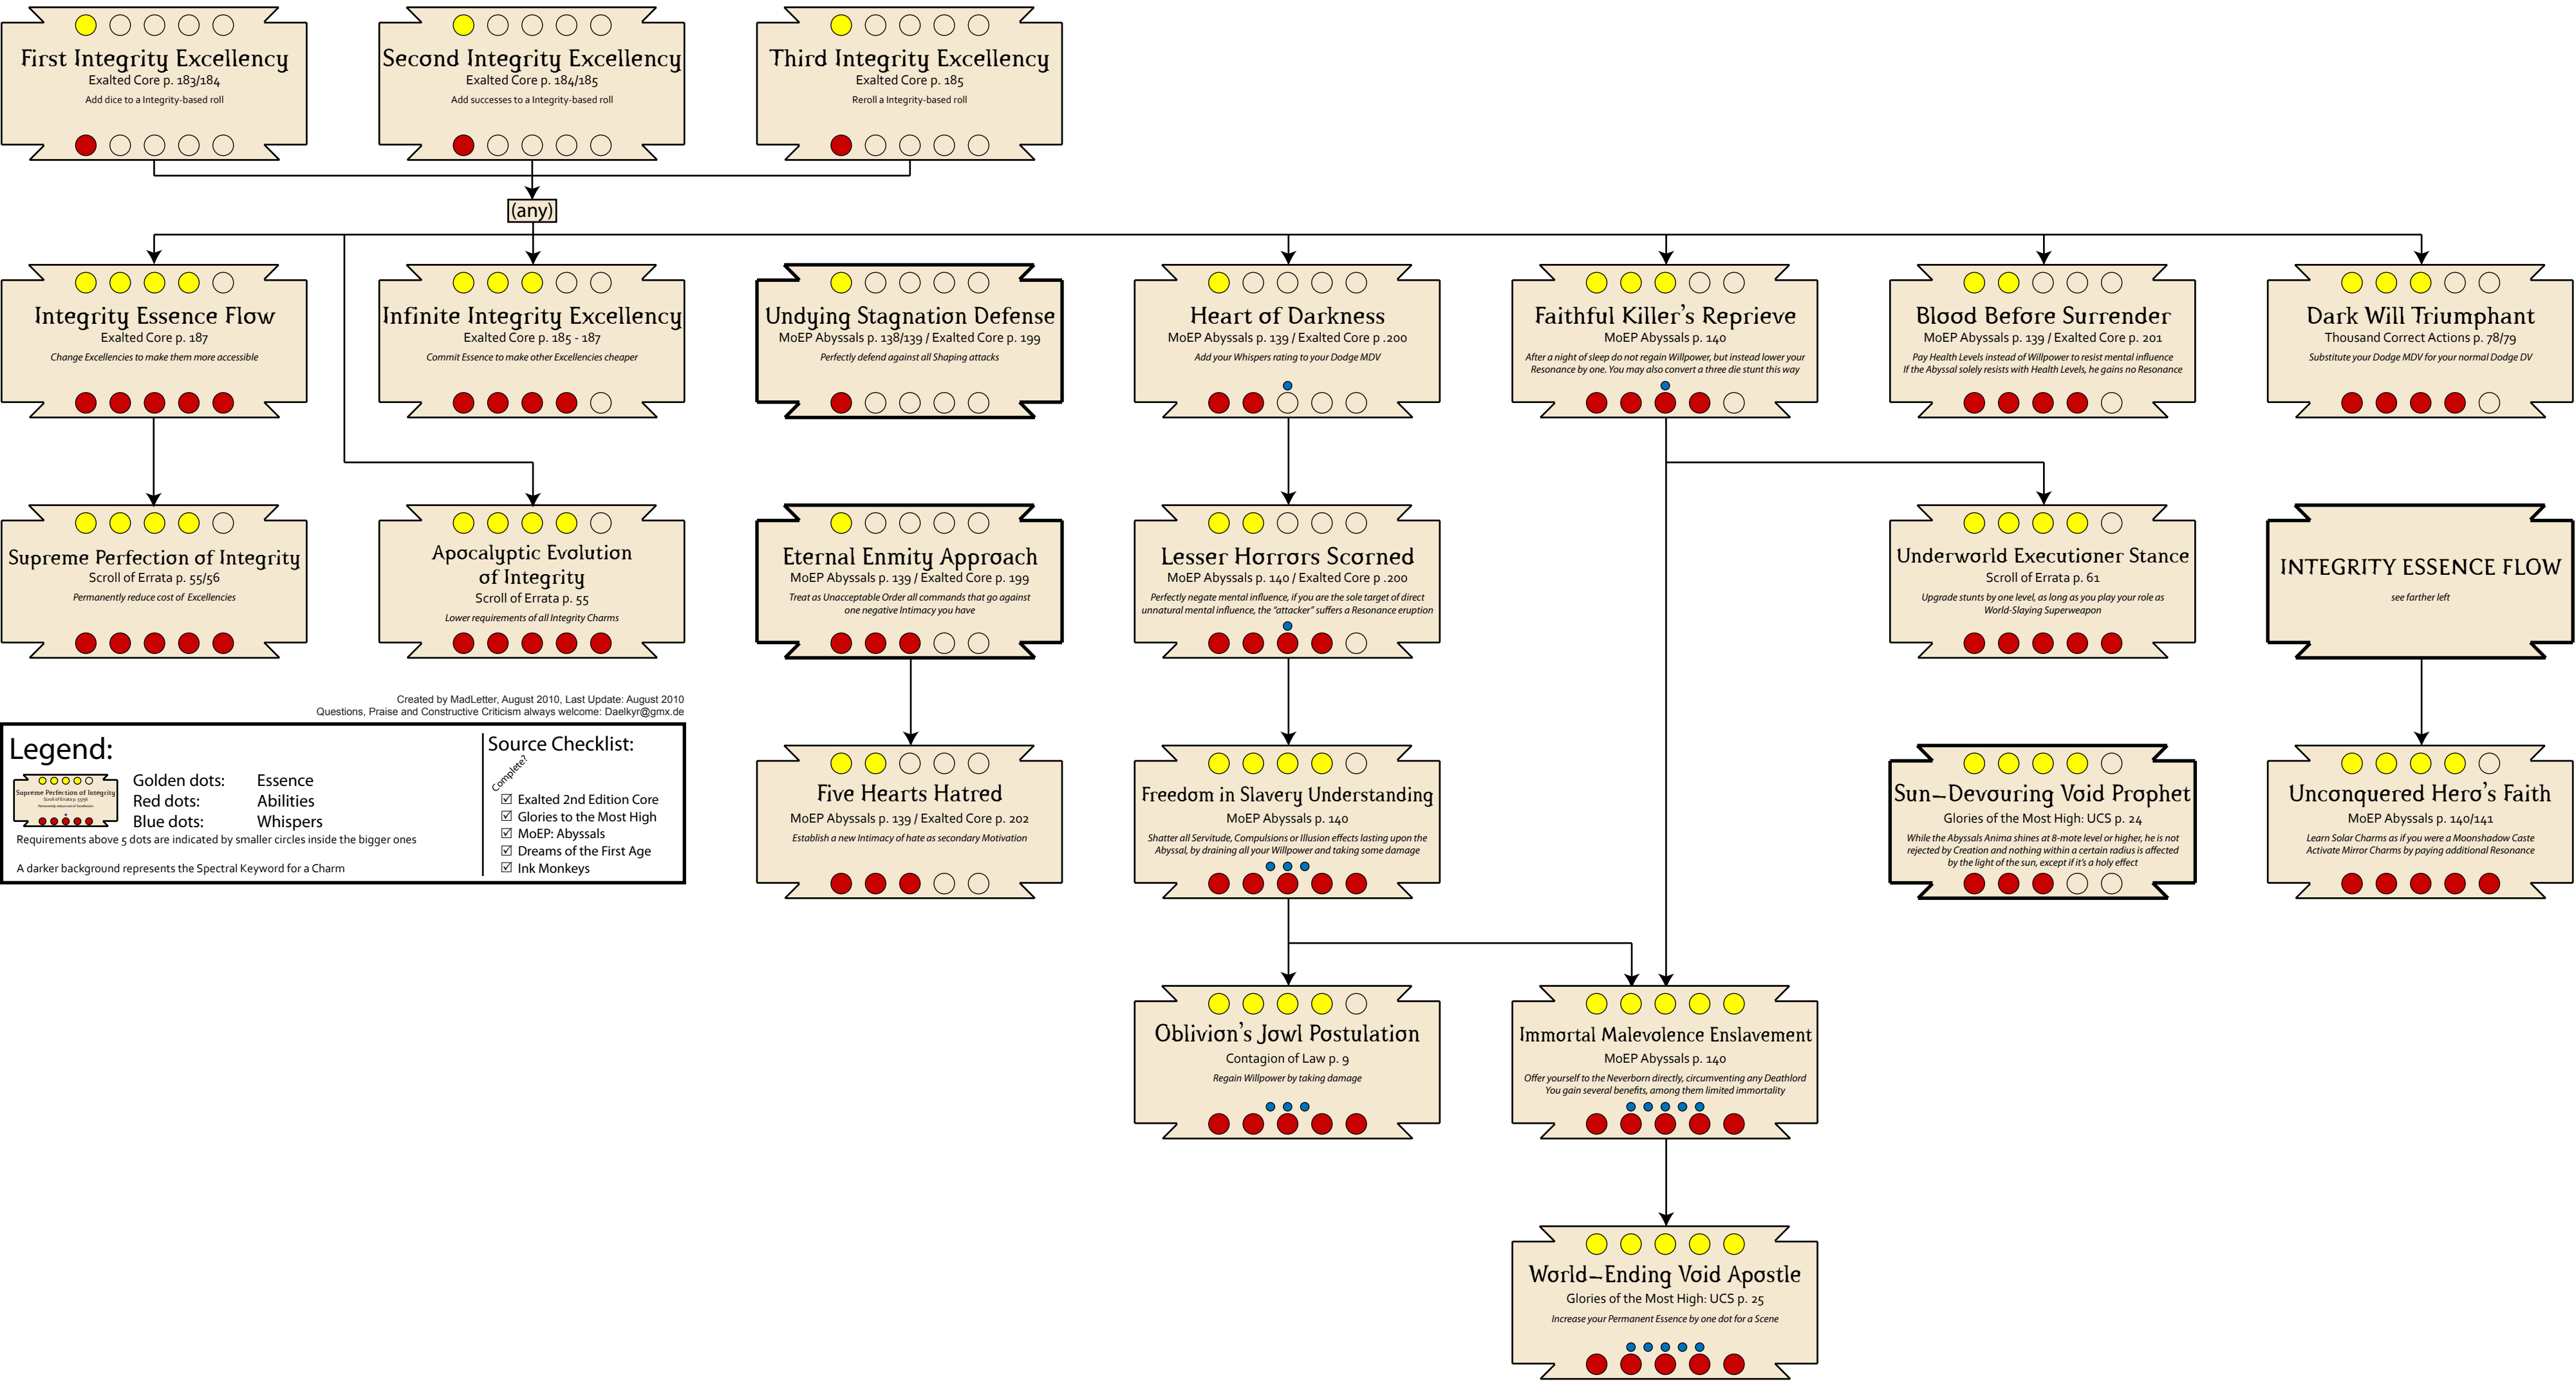 First Integrity Excellency
Exalted Core p. 183/184
Add dice to a Integrity-based roll
Second Integrity Excellency
Exalted Core p. 184/185
Add successes to a Integrity-based roll
Third Integrity Excellency
Exalted Core p. 185
Reroll a Integrity-based roll
(any)
Integrity Essence Flow
Exalted Core p. 187
Change Excellencies to make them more accessible
Infinite Integrity Excellency
Exalted Core p. 185 - 187
Commit Essence to make other Excellencies cheaper
Undying Stagnation Defense
MoEP Abyssals p. 138/139 / Exalted Core p. 199
Perfectly defend against all Shaping attacks
Heart of Darkness
MoEP Abyssals p. 139 / Exalted Core p .200
Add your Whispers rating to your Dodge MDV
Faithful Killer's Reprieve
MoEP Abyssals p. 140
After a night of sleep do not regain Willpower, but instead lower your
Resonance by one. You may also convert a three die stunt this way
Blood Before Surrender
MoEP Abyssals p. 139 / Exalted Core p. 201
Pay Health Levels instead of Willpower to resist mental influence
If the Abyssal solely resists with Health Levels, he gains no Resonance
Dark Will Triumphant
Thousand Correct Actions p. 78/79
Substitute your Dodge MDV for your normal Dodge DV
Supreme Perfection of Integrity
Scroll of Errata p. 55/56
Permanently reduce cost of Excellencies
Apocalyptic Evolution
of Integrity
Scroll of Errata p. 55
Lower requirements of all Integrity Charms
Eternal Enmity Approach
MoEP Abyssals p. 139 / Exalted Core p. 199
Treat as Unacceptable Order all commands that go against
one negative Intimacy you have
Lesser Horrors Scorned
MoEP Abyssals p. 140 / Exalted Core p .200
Perfectly negate mental influence, if you are the sole target of direct
unnatural mental influence, the "attacker" suffers a Resonance eruption
Underworld Executioner Stance
Scroll of Errata p. 61
Upgrade stunts by one level, as long as you play your role as
World-Slaying Superweapon
INTEGRITY ESSENCE FLOW
see farther left
Created by MadLetter, August 2010, Last Update: August 2010
Questions, Praise and Constructive Criticism always welcome: Daelkyr@gmx.de
Legend:
Supreme Perfection of Integrity
Scroll of Errata p. 55/56
Permanently reduce cost of Excellencies
Golden dots: Essence
Red dots: Abilities
Blue dots: Whispers
Requirements above 5 dots are indicated by smaller circles inside the bigger ones
A darker background represents the Spectral Keyword for a Charm
Source Checklist:
Complete?
Exalted 2nd Edition Core
Glories to the Most High
MoEP: Abyssals
Dreams of the First Age
Ink Monkeys
Five Hearts Hatred
MoEP Abyssals p. 139 / Exalted Core p. 202
Establish a new Intimacy of hate as secondary Motivation
Freedom in Slavery Understanding
MoEP Abyssals p. 140
Shatter all Servitude, Compulsions or Illusion effects lasting upon the
Abyssal, by draining all your Willpower and taking some damage
Sun-Devouring Void Prophet
Glories of the Most High: UCS p. 24
While the Abyssals Anima shines at 8-mote level or higher, he is not
rejected by Creation and nothing within a certain radius is affected
by the light of the sun, except if it's a holy effect
Unconquered Hero's Faith
MoEP Abyssals p. 140/141
Learn Solar Charms as if you were a Moonshadow Caste
Activate Mirror Charms by paying additional Resonance
Oblivion's Jowl Postulation
Contagion of Law p. 9
Regain Willpower by taking damage
Immortal Malevolence Enslavement
MoEP Abyssals p. 140
Offer yourself to the Neverborn directly, circumventing any Deathlord
You gain several benefits, among them limited immortality
World-Ending Void Apostle
Glories of the Most High: UCS p. 25
Increase your Permanent Essence by one dot for a Scene